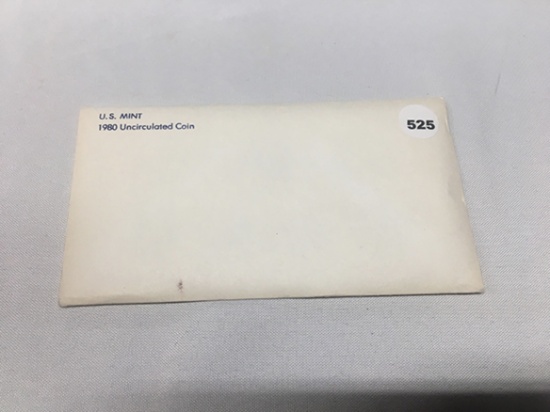 U.S. MINT
1980 Uncirculated Coin
525